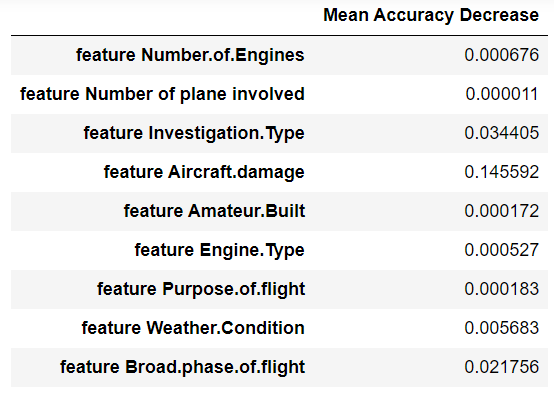 Mean Accuracy Decrease
feature Number.of.Engines 0.000676
feature Number of plane involved 0.000011
feature Investigation.Type 0.034405
feature Aircraft.damage 0.145592
feature Amateur.Built 0.000172
feature Engine.Type 0.000527
feature Purpose.of.flight 0.000183
feature Weather.Condition 0.005683
feature Broad.phase.of.flight 0.021756